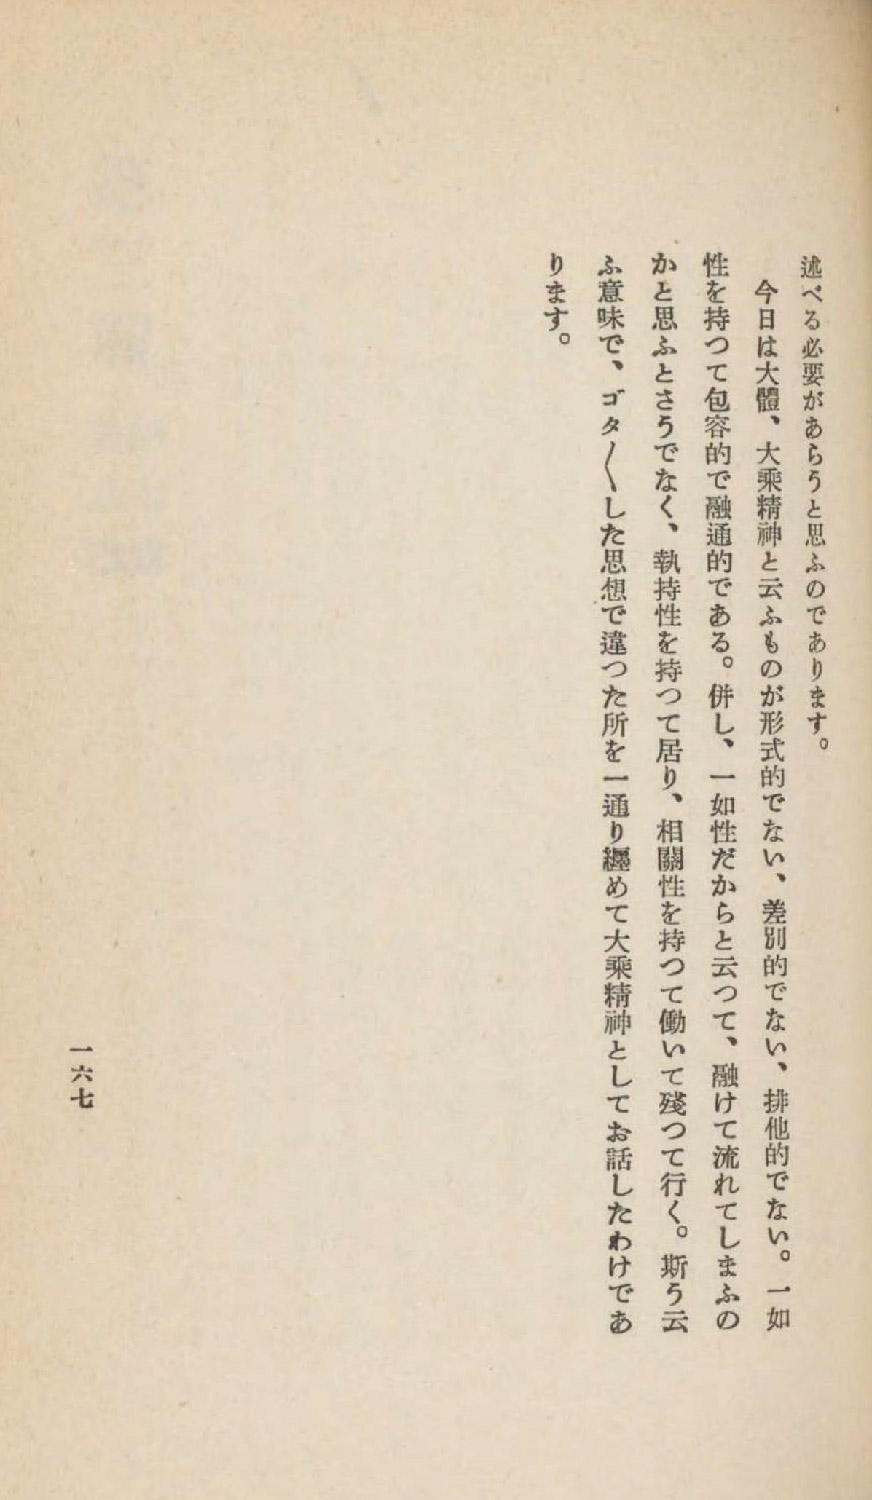 述べる必要があらうと思ふのであります。
今日は大體、大乘精神と云ふものが形式的でない、差別的でない、排他的でない。一如
性を持つて包容的で融通的である。併し、一如性だからと云つて、融けて流れてしまふの
かと思ふとさうでなく、執持性を持つて居り、相關性を持つて働いて殘つて行く。斯う云
ふ意味で、ゴタ〳〵した思想で違つた所を一通り纒めて大乘精神としてお話したわけであ
ります。
一六七